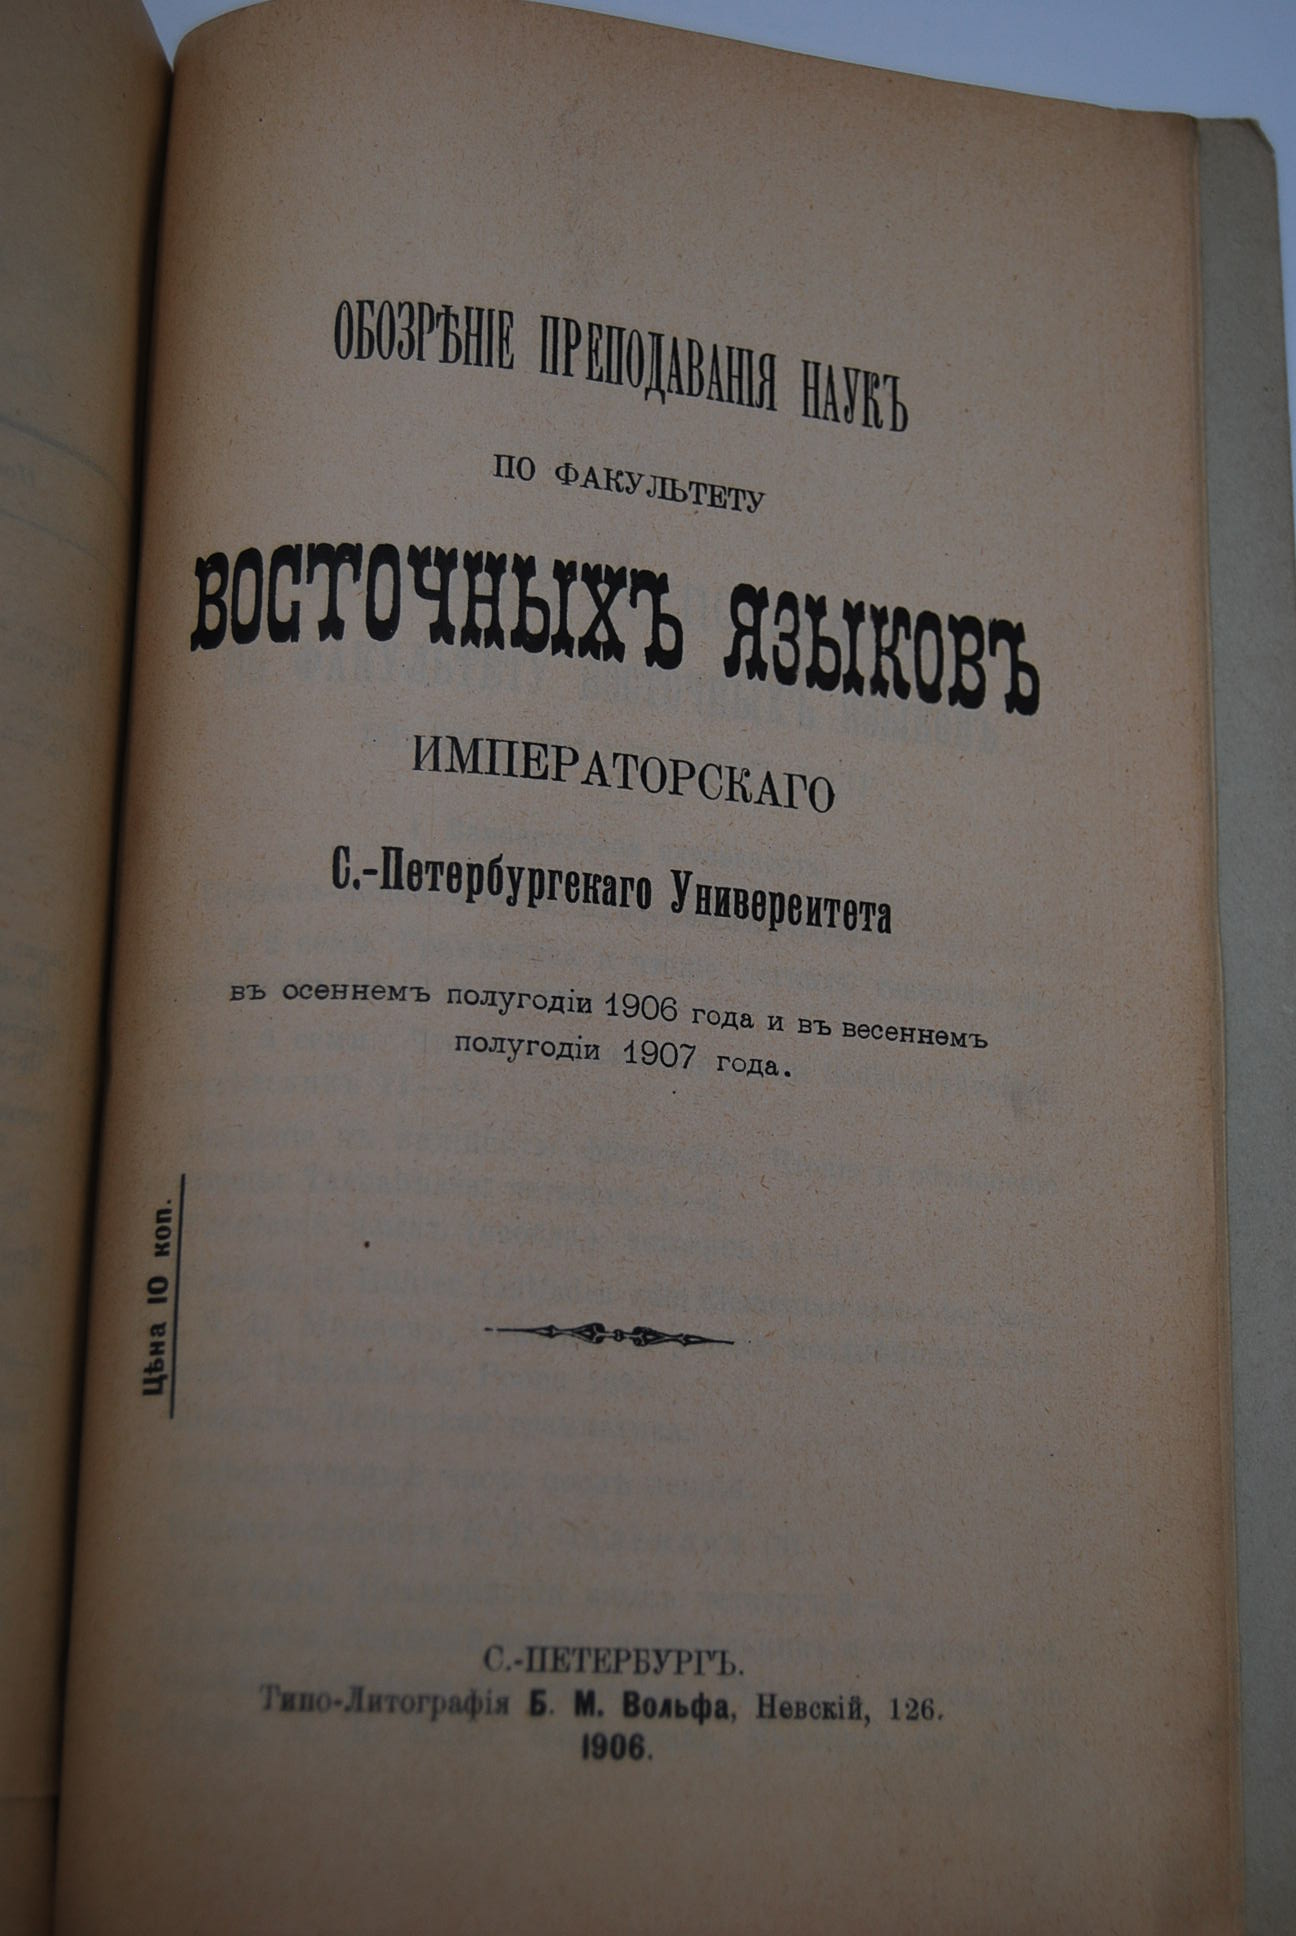 ОБОЗРѢНІЕ ПРЕПОДАВАНІЯ НАУКЪ
ПО ФАКУЛЬТЕТУ
ВОСТОЧНЫХЪ ЯЗЫКОВЪ
ИМПЕРАТОРСКАГО
С.-Петербургскаго Университета
въ осеннемъ полугодіи 1906 года и въ весеннемъ
полугодіи 1907 года.
Цѣна 10 коп.
С.-ПЕТЕРБУРГЪ.
Типо-Литографія Б. М. Вольфа, Невскій, 126.
1906.